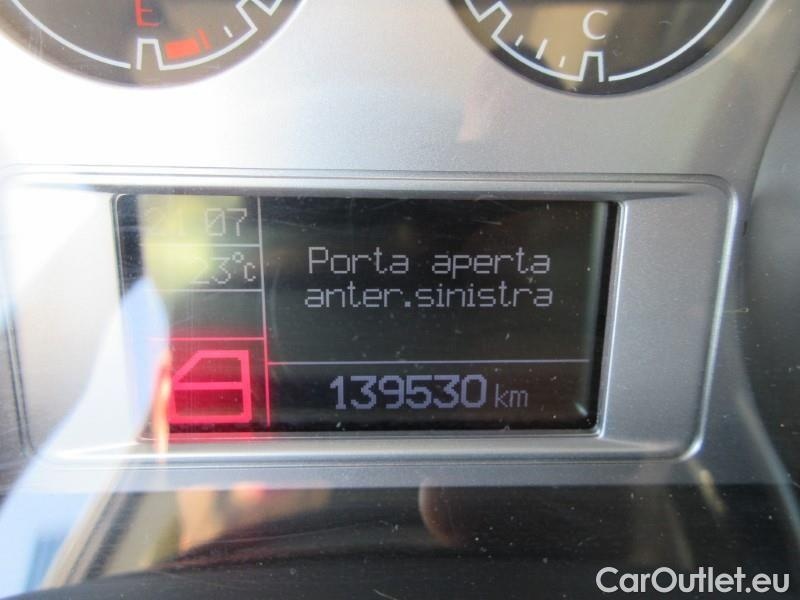 E
C
07
23°c
Porta aperta
anter.sinistra
139530 km
CarOutlet.eu